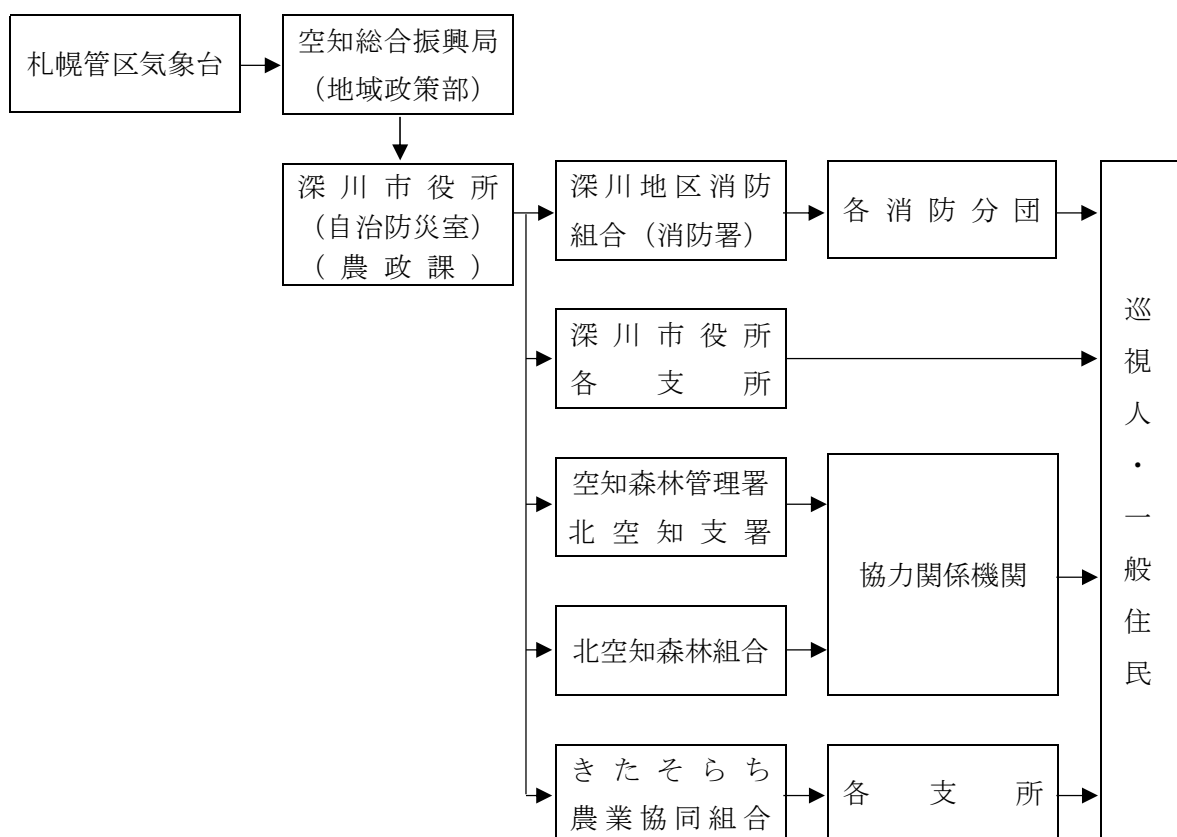 札幌管区気象台
空知総合振興局
（地域政策部）
深川市役所
（自治防災室）
（農政課）
深川地区消防
組合（消防署）
各消防分団
深川市役所
各支所
空知森林管理署
北空知支署
協力関係機関
北空知森林組合
きたそらち
農業協同組合
各支所
巡視人・一般住民